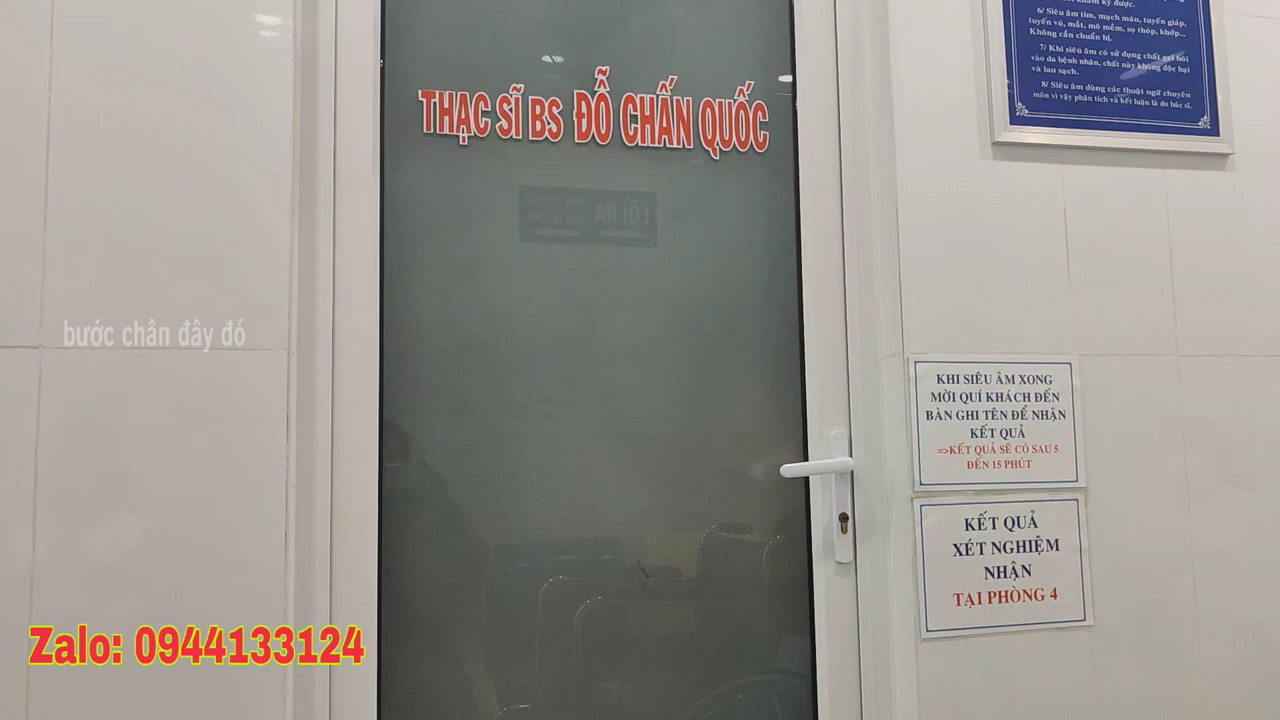 THẠC SĨ BS ĐỖ CHẤN QUỐC
LỐI RA
khám kỹ được.
6/ Siêu âm tim, mạch máu, tuyến giáp,
tuyến vú, mắt, mô mềm, sọ thóp, khớp...
Không cần chuẩn bị.
7/ Khi siêu âm có sử dụng chất gel bôi
vào da bệnh nhân, chất này không độc hại
và lau sạch.
8/ Siêu âm dùng các thuật ngữ chuyên
môn vì vậy phân tích và kết luận là do bác sĩ.
bước chân đây đó
KHI SIÊU ÂM XONG
MỜI QUÍ KHÁCH ĐẾN
BÀN GHI TÊN ĐỂ NHẬN
KẾT QUẢ
=>KẾT QUẢ SẼ CÓ SAU 5
ĐẾN 15 PHÚT
KẾT QUẢ
XÉT NGHIỆM
NHẬN
TẠI PHÒNG 4
Zalo: 0944133124